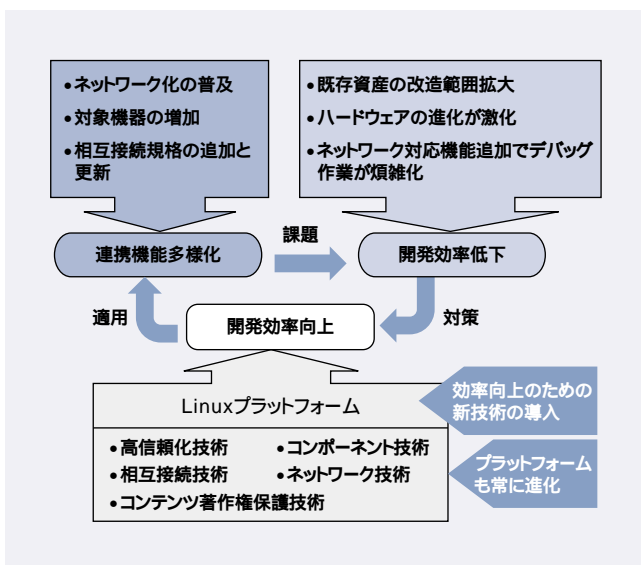 •ネットワーク化の普及
•対象機器の増加
•相互接続規格の追加と
更新
•既存資産の改造範囲拡大
•ハードウェアの進化が激化
•ネットワーク対応機能追加でデバッグ
作業が煩雑化
連携機能多様化
課題
開発効率低下
適用
開発効率向上
対策
Linuxプラットフォーム
効率向上のための
新技術の導入
•高信頼化技術
•コンポーネント技術
•相互接続技術
•ネットワーク技術
•コンテンツ著作権保護技術
プラットフォーム
も常に進化